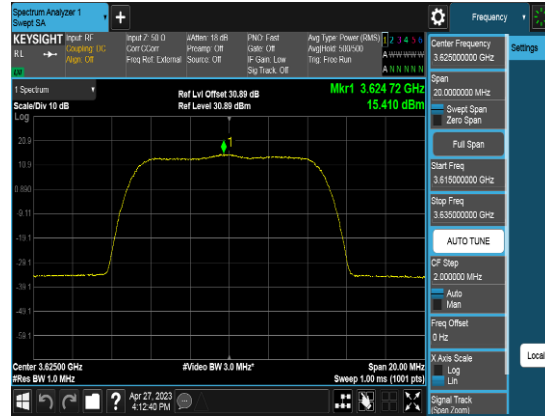 Spectrum Analyzer 1
Swept SA
Frequency
KEYSIGHT
RL
Input: RF
Coupling: DC
Align: Off
Input Z: 50 Ω
Corr CCorr
Freq Ref: External
#Atten: 18 dB
Preamp: Off
Source: Off
PNO: Fast
Gate: Off
IF Gain: Low
Sig Track: Off
Avg Type: Power (RMS)
Avg|Hold: 500/500
Trig: Free Run
1 2 3 4 5 6
A W W W W W
A N N N N N
1 Spectrum
Scale/Div 10 dB
Log
Ref Lvl Offset 30.89 dB
Ref Level 30.89 dBm
Mkr1 3.624 72 GHz
15.410 dBm
1
20.9
10.9
0.890
-9.11
-19.1
-29.1
-39.1
-49.1
-59.1
Center 3.62500 GHz
#Res BW 1.0 MHz
#Video BW 3.0 MHz*
Span 20.00 MHz
Sweep 1.00 ms (1001 pts)
Apr 27, 2023
4:12:40 PM
Center Frequency
3.625000000 GHz
Settings
Span
20.0000000 MHz
Swept Span
Zero Span
Full Span
Start Freq
3.615000000 GHz
Stop Freq
3.635000000 GHz
AUTO TUNE
CF Step
2.000000 MHz
Auto
Man
Freq Offset
0 Hz
X Axis Scale
Log
Lin
Local
Signal Track
(Span Zoom)